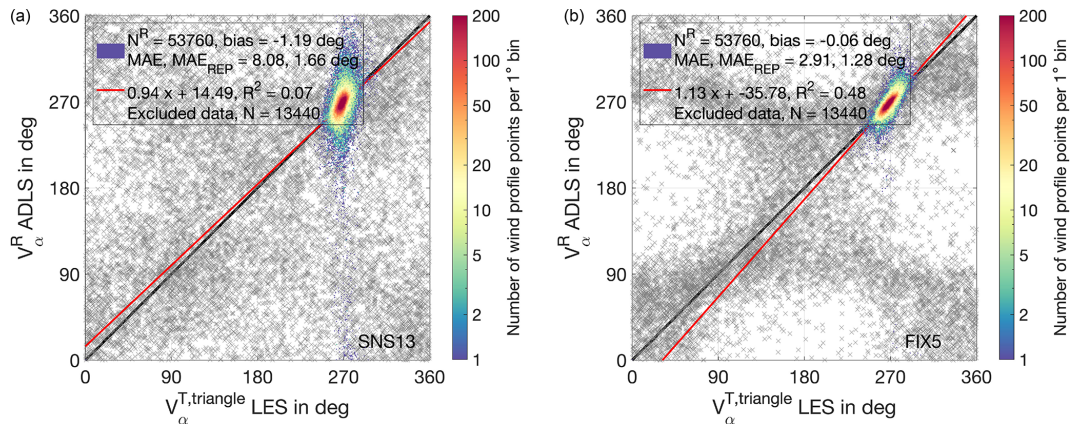 (a)
360
270
180
90
0
V_α^R ADLS in deg
N^R = 53760, bias = -1.19 deg
MAE, MAE_REP = 8.08, 1.66 deg
0.94 x + 14.49, R^2 = 0.07
Excluded data, N = 13440
SNS13
0 90 180 270 360
V_α^T,triangle LES in deg
200
100
50
20
10
5
2
1
Number of wind profile points per 1° bin
(b)
360
270
180
90
0
V_α^R ADLS in deg
N^R = 53760, bias = -0.06 deg
MAE, MAE_REP = 2.91, 1.28 deg
1.13 x + -35.78, R^2 = 0.48
Excluded data, N = 13440
FIX5
0 90 180 270 360
V_α^T,triangle LES in deg
200
100
50
20
10
5
2
1
Number of wind profile points per 1° bin